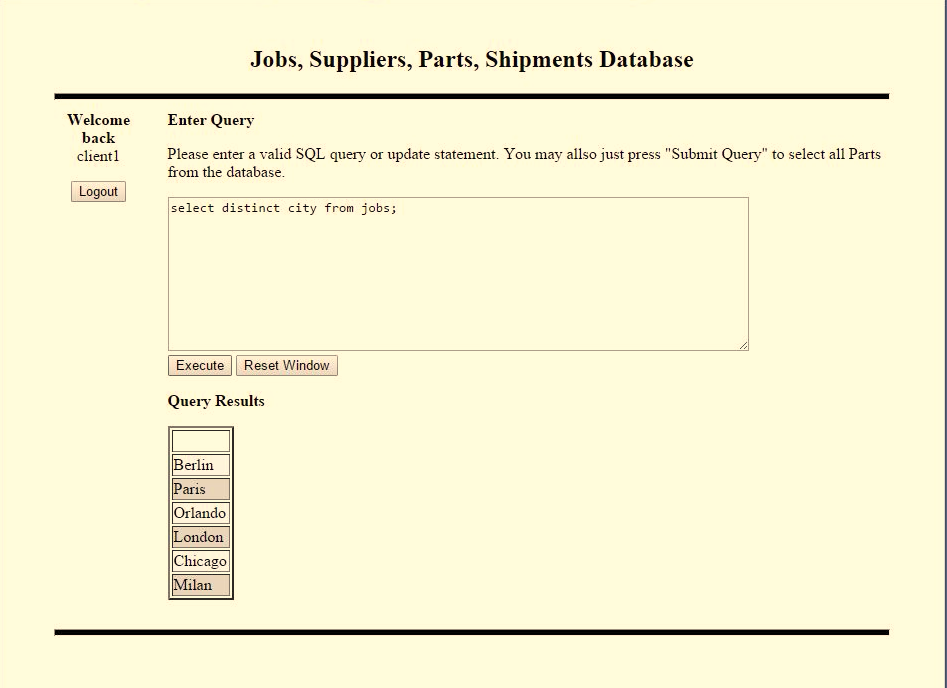 Jobs, Suppliers, Parts, Shipments Database
Welcome
back
client1
Logout
Enter Query
Please enter a valid SQL query or update statement. You may allso just press "Submit Query" to select all Parts
from the database.
select distinct city from jobs;
Execute Reset Window
Query Results
Berlin
Paris
Orlando
London
Chicago
Milan